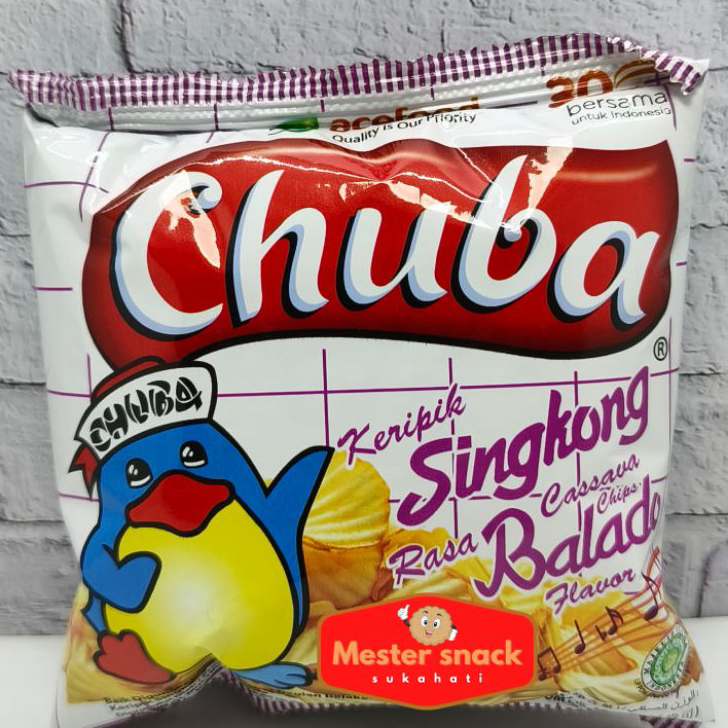 acefood
Quality is Our Priority
30
bersama
untuk Indonesia
Chuba
®
CHUBA
Keripik
Singkong
Cassava
Chips
Rasa
Balado
Flavor
Mester snack
sukahati